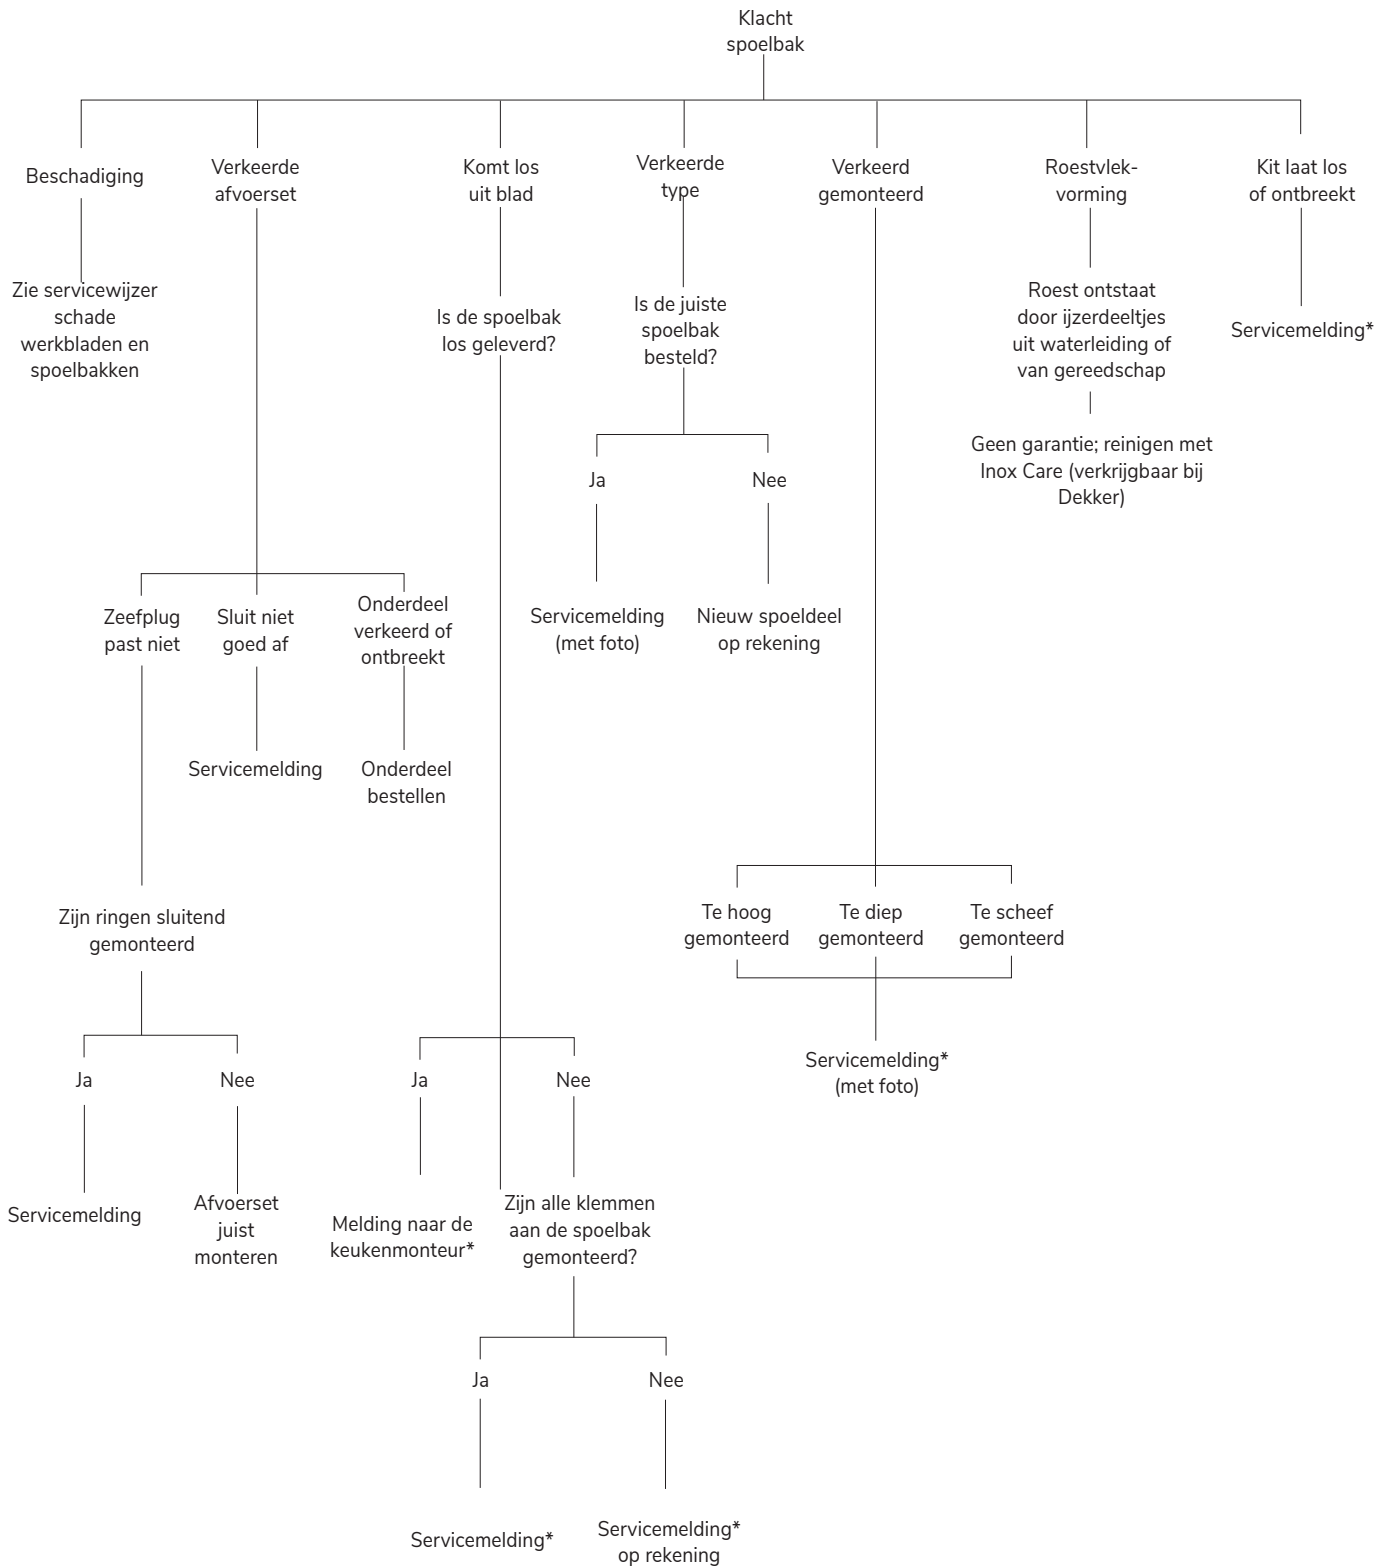 Klacht
spoelbak
Beschadiging
Verkeerde
afvoerset
Komt los
uit blad
Verkeerde
type
Verkeerd
gemonteerd
Roestvlek-
vorming
Kit laat los
of ontbreekt
Zie servicewijzer
schade
werkbladen en
spoelbakken
Is de spoelbak
los geleverd?
Is de juiste
spoelbak
besteld?
Roest ontstaat
door ijzerdeeltjes
uit waterleiding of
van gereedschap
Servicemelding*
Geen garantie; reinigen met
Inox Care (verkrijgbaar bij
Dekker)
Ja
Nee
Servicemelding
(met foto)
Nieuw spoeldeel
op rekening
Zeefplug
past niet
Sluit niet
goed af
Onderdeel
verkeerd of
ontbreekt
Servicemelding
Onderdeel
bestellen
Zijn ringen sluitend
gemonteerd
Te hoog
gemonteerd
Te diep
gemonteerd
Te scheef
gemonteerd
Servicemelding*
(met foto)
Ja
Nee
Ja
Nee
Servicemelding
Afvoerset
juist
monteren
Melding naar de
keukenmonteur*
Zijn alle klemmen
aan de spoelbak
gemonteerd?
Ja
Nee
Servicemelding*
Servicemelding*
op rekening